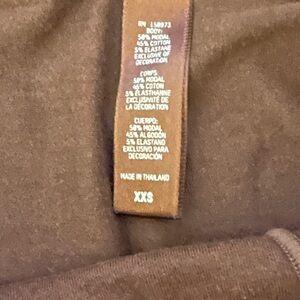 RN 158973
BODY:
50% MODAL
45% COTTON
5% ELASTANE
EXCLUSIVE OF
DECORATION
CORPS:
50% MODAL
45% COTON
5% ÉLASTHANNE
EXCLUSIVITÉ DE
LA DÉCORATION
CUERPO:
50% MODAL
45% ALGODÓN
5% ELASTANO
EXCLUSIVO PARA
DECORACIÓN
MADE IN THAILAND
XXS